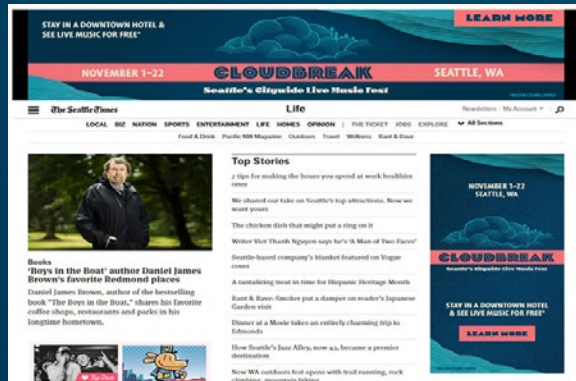 STAY IN A DOWNTOWN HOTEL &
SEE LIVE MUSIC FOR FREE*
LEARN MORE
NOVEMBER 1–22
CLOUDBREAK
SEATTLE, WA
Seattle's Citywide Live Music Fest
The Seattle Times
Life
Newsletters
My Account
LOCAL BIZ NATION SPORTS ENTERTAINMENT LIFE HOMES OPINION | THE TICKET JOBS EXPLORE All Sections
Food & Drink Pacific NW Magazine Outdoors Travel Wellness Rant & Rave
Books
'Boys in the Boat' author Daniel James
Brown's favorite Redmond places
Daniel James Brown, author of the bestselling
book "The Boys in the Boat," shares his favorite
coffee shops, restaurants and parks in his
longtime hometown.
Top Stories
7 tips for making the hours you spend at work healthier
ones
We shared our take on Seattle's top attractions. Now we
want yours
The chicken dish that might put a ring on it
Writer Viet Thanh Nguyen says he's 'A Man of Two Faces'
Seattle-based company's blanket featured on Vogue
cover
A tantalizing treat in time for Hispanic Heritage Month
Rant & Rave: Smoker put a damper on reader's Japanese
Garden visit
Dinner at a Movie takes an entirely charming trip to
Edmonds
How Seattle's Jazz Alley, now 43, became a premier
destination
New WA outdoors fest opens with trail running, rock
climbing, mountain biking
NOVEMBER 1–22
SEATTLE, WA
CLOUDBREAK
Seattle's Citywide Live Music Fest
STAY IN A DOWNTOWN HOTEL &
SEE LIVE MUSIC FOR FREE*
LEARN MORE